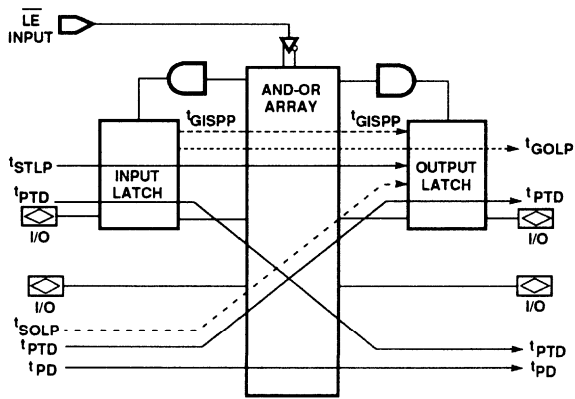 LE
INPUT
AND-OR
ARRAY
tGISPP
tGISPP
tGOLP
tSTLP
INPUT
LATCH
OUTPUT
LATCH
tPTD
tPTD
I/O
I/O
I/O
I/O
tSOLP
tPTD
tPTD
tPD
tPD